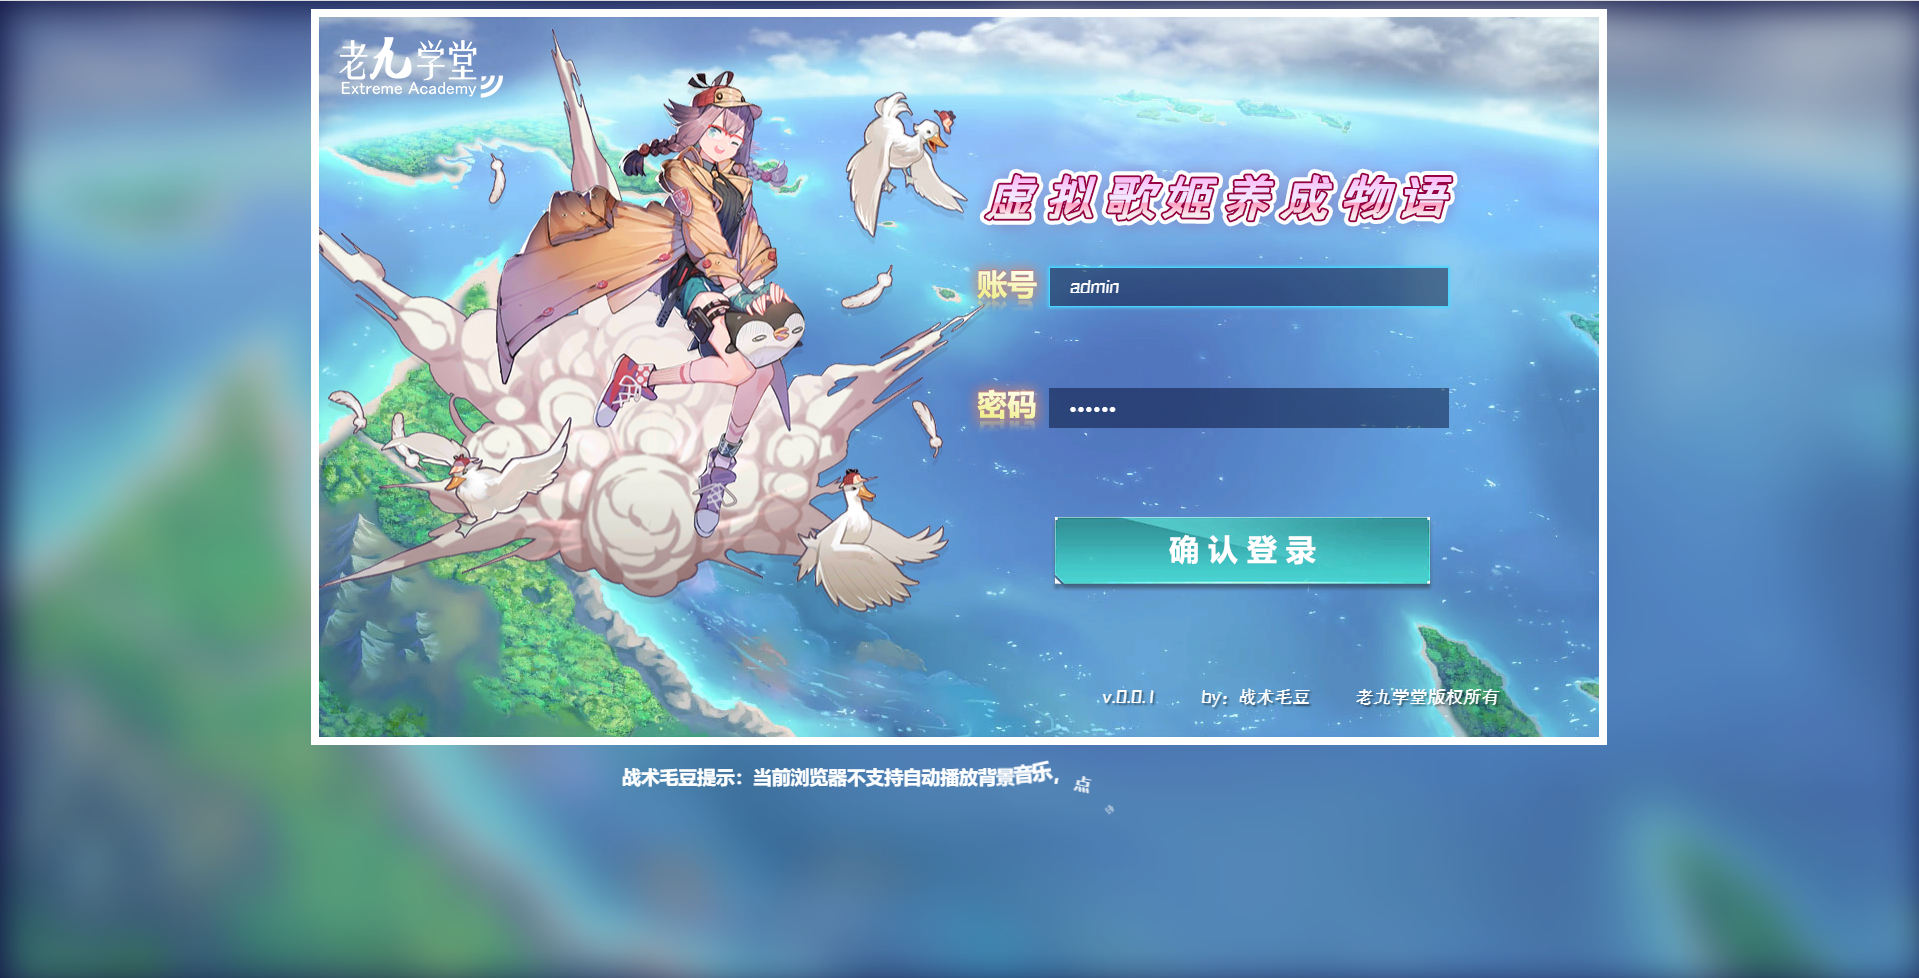 老九学堂
Extreme Academy
虚拟歌姬养成物语
账号 admin
密码 ••••••
确认登录
v.0.0.1 by: 战术毛豆 老九学堂版权所有
战术毛豆提示：当前浏览器不支持自动播放背景音乐，点